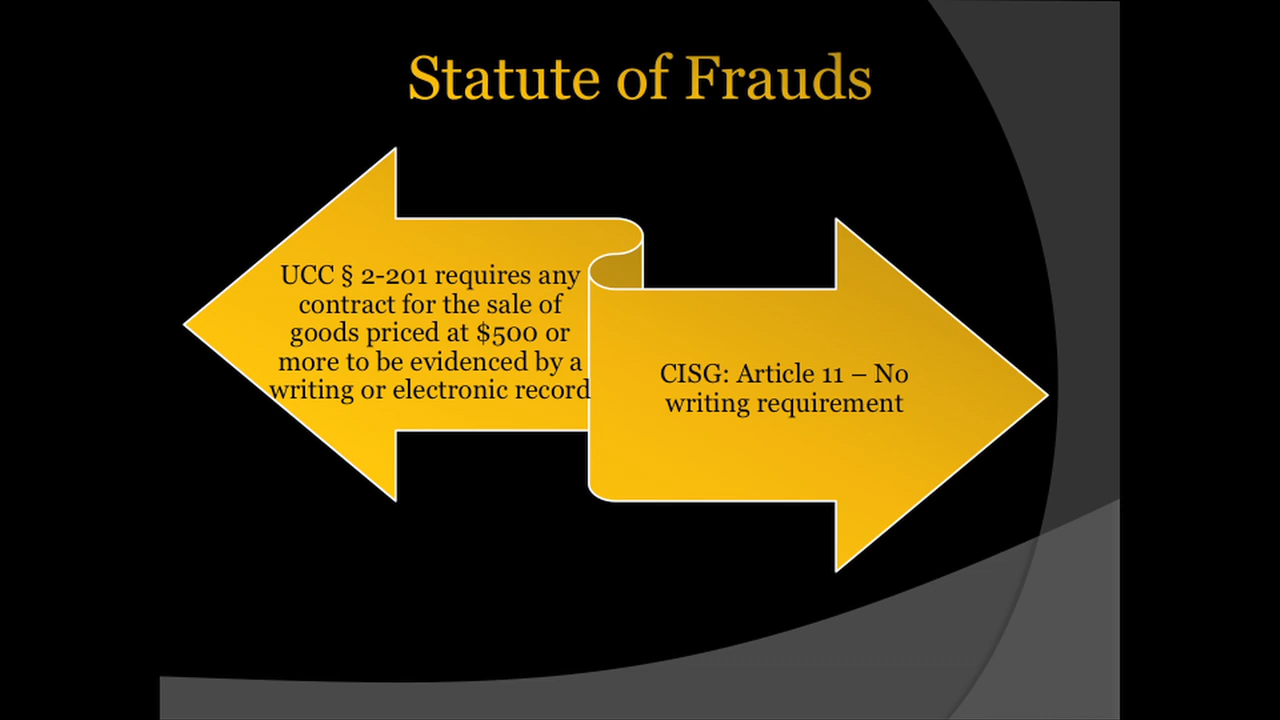 Statute of Frauds
UCC § 2-201 requires any
contract for the sale of
goods priced at $500 or
more to be evidenced by a
writing or electronic record
CISG: Article 11 – No
writing requirement